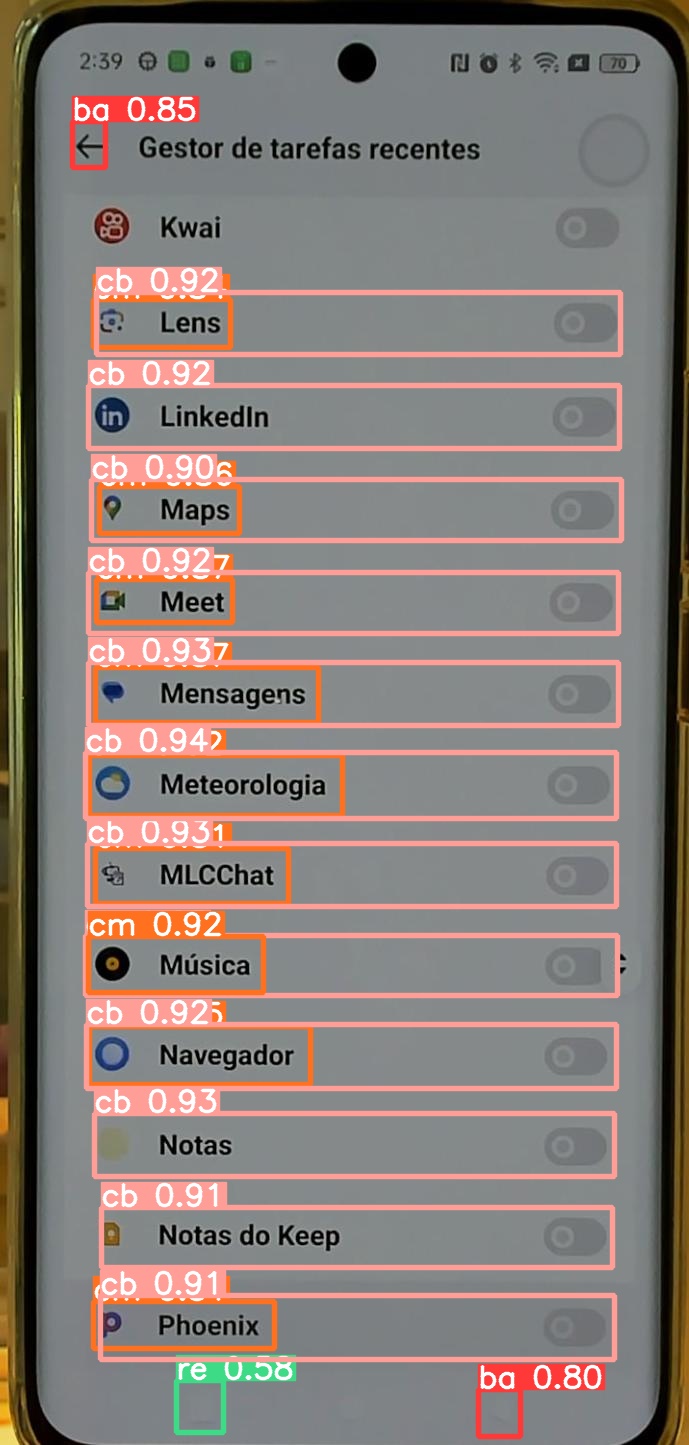 2:39
70
ba 0.85
Gestor de tarefas recentes
Kwai
cb 0.92
Lens
cb 0.92
in LinkedIn
cb 0.90
Maps
cb 0.92
Meet
cb 0.93
Mensagens
cb 0.94
Meteorologia
cb 0.93
MLCChat
cm 0.92
Música
cb 0.92
Navegador
cb 0.93
Notas
cb 0.91
Notas do Keep
cb 0.91
Phoenix
re 0.58
ba 0.80